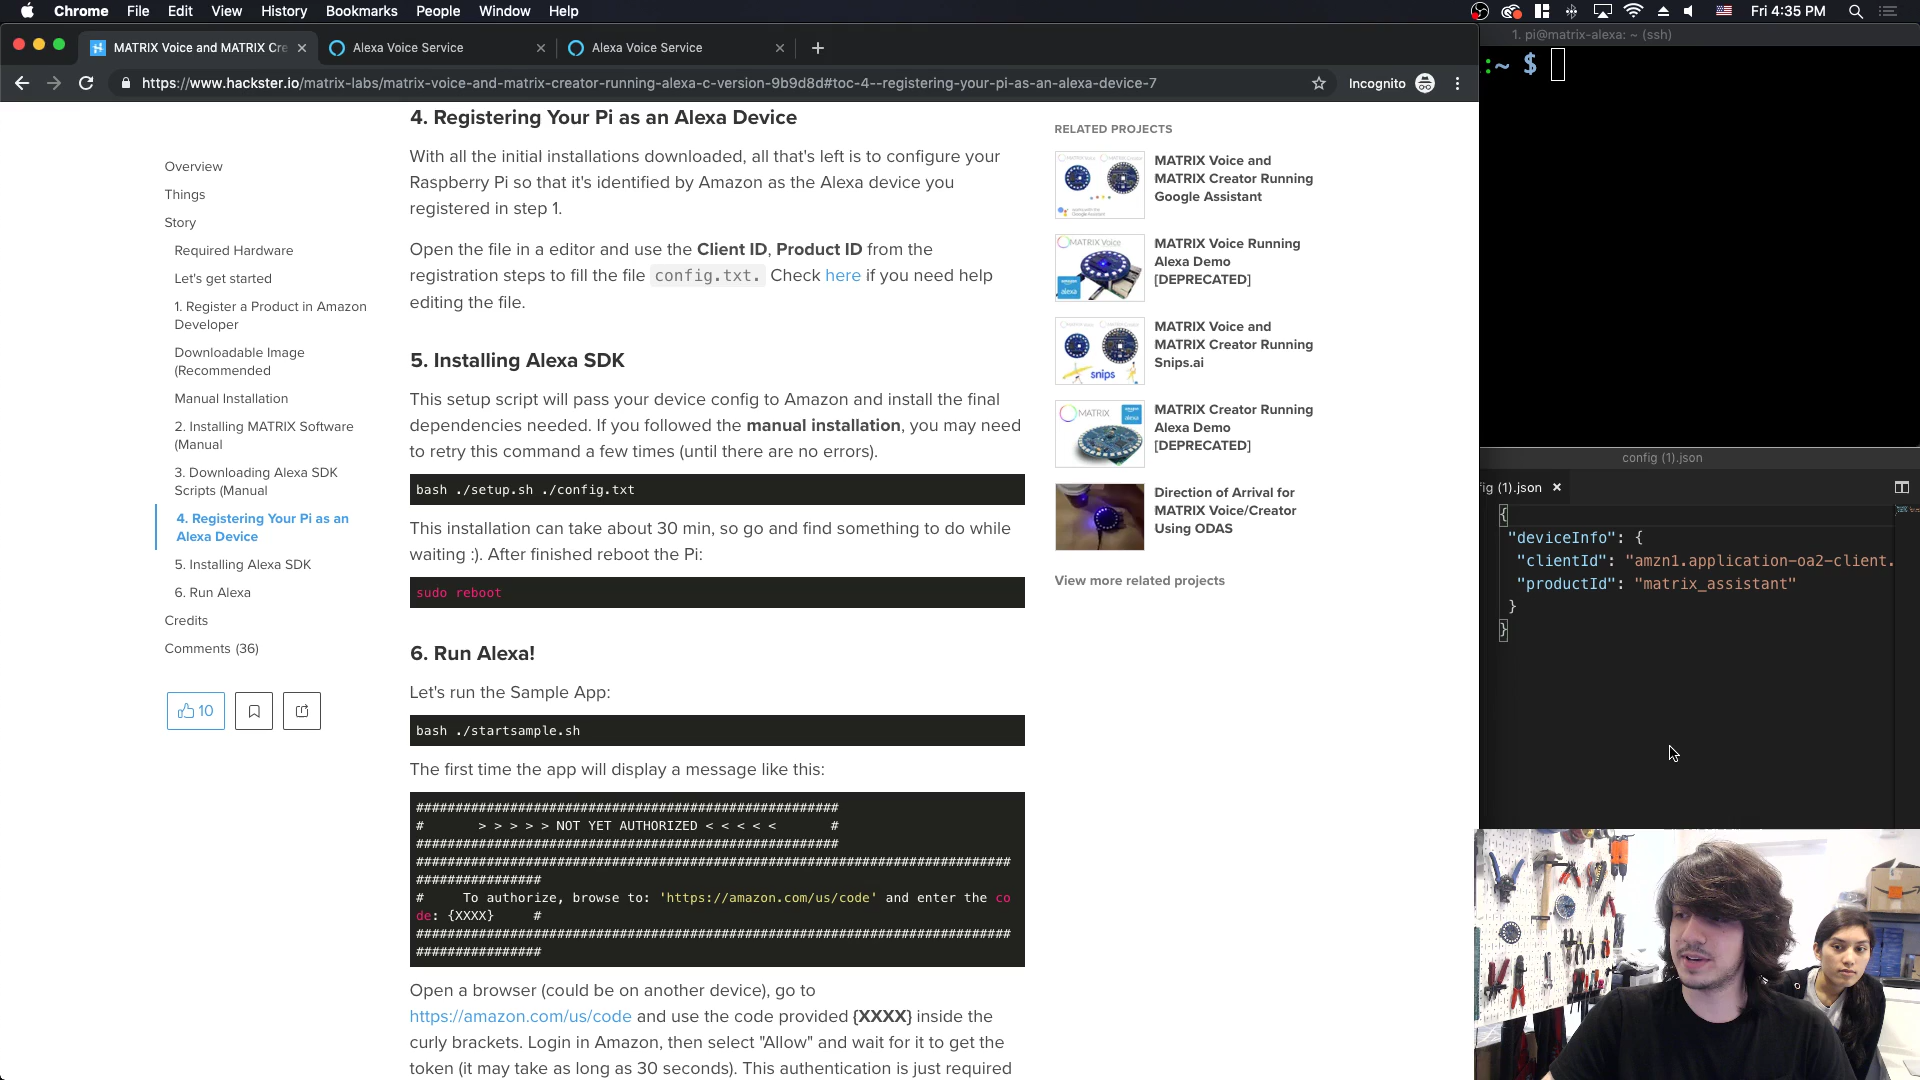 Chrome File Edit View History Bookmarks People Window Help
Fri 4:35 PM
MATRIX Voice and MATRIX Cre
Alexa Voice Service
Alexa Voice Service
https://www.hackster.io/matrix-labs/matrix-voice-and-matrix-creator-running-alexa-c-version-9b9d8d#toc-4--registering-your-pi-as-an-alexa-device-7
Incognito
Overview
Things
Story
Required Hardware
Let's get started
1. Register a Product in Amazon
Developer
Downloadable Image
(Recommended
Manual Installation
2. Installing MATRIX Software
(Manual
3. Downloading Alexa SDK
Scripts (Manual
4. Registering Your Pi as an
Alexa Device
5. Installing Alexa SDK
6. Run Alexa
Credits
Comments (36)
10
4. Registering Your Pi as an Alexa Device
With all the initial installations downloaded, all that's left is to configure your
Raspberry Pi so that it's identified by Amazon as the Alexa device you
registered in step 1.
Open the file in a editor and use the Client ID, Product ID from the
registration steps to fill the file config.txt. Check here if you need help
editing the file.
5. Installing Alexa SDK
This setup script will pass your device config to Amazon and install the final
dependencies needed. If you followed the manual installation, you may need
to retry this command a few times (until there are no errors).
bash ./setup.sh ./config.txt
This installation can take about 30 min, so go and find something to do while
waiting :). After finished reboot the Pi:
sudo reboot
6. Run Alexa!
Let's run the Sample App:
bash ./startsample.sh
The first time the app will display a message like this:
######################################################
#       > > > > > NOT YET AUTHORIZED < < < < <       #
######################################################
############################################################################
################
#     To authorize, browse to: 'https://amazon.com/us/code' and enter the co
de: {XXXX}     #
############################################################################
################
Open a browser (could be on another device), go to
https://amazon.com/us/code and use the code provided {XXXX} inside the
curly brackets. Login in Amazon, then select "Allow" and wait for it to get the
token (it may take as long as 30 seconds). This authentication is just required
RELATED PROJECTS
MATRIX Voice and
MATRIX Creator Running
Google Assistant
MATRIX Voice
alexa
MATRIX Voice Running
Alexa Demo
[DEPRECATED]
snips
MATRIX Voice and
MATRIX Creator Running
Snips.ai
MATRIX
MATRIX Creator Running
Alexa Demo
[DEPRECATED]
Direction of Arrival for
MATRIX Voice/Creator
Using ODAS
View more related projects
1. pi@matrix-alexa: ~ (ssh)
:~ $
config (1).json
fig (1).json
{
"deviceInfo": {
"clientId": "amzn1.application-oa2-client.
"productId": "matrix_assistant"
}
}